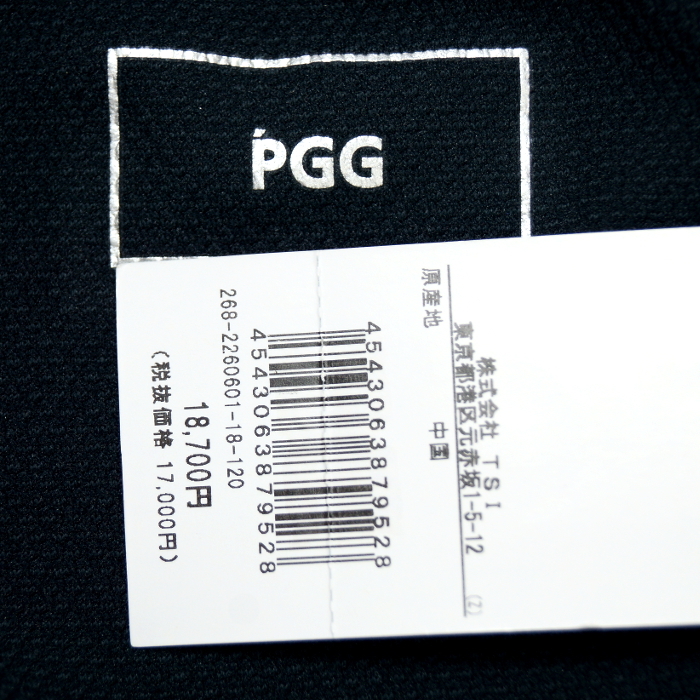 PGG
株式会社 TSI
東京都港区元赤坂1-5-12
(2)
原産地
中国
4543063879528
4543063879528
268-2260601-18-120
18,700円
(税抜価格 17,000円)